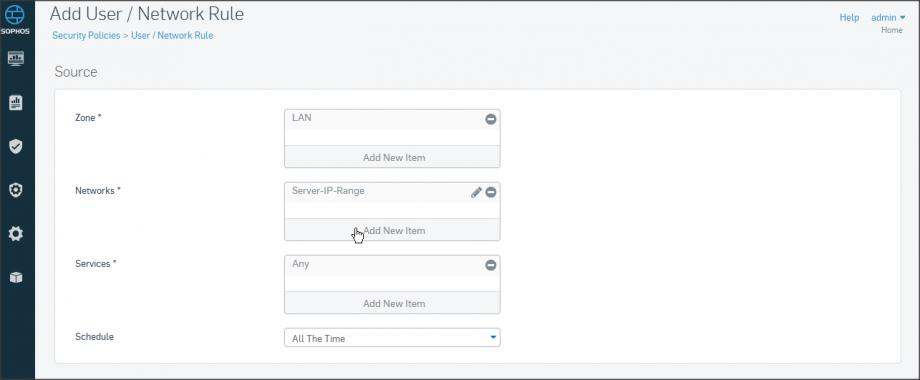 SOPHOS
Add User / Network Rule
Security Policies > User / Network Rule
Help admin
Home
Source
Zone *
LAN
Add New Item
Networks *
Server-IP-Range
Add New Item
Services *
Any
Add New Item
Schedule
All The Time